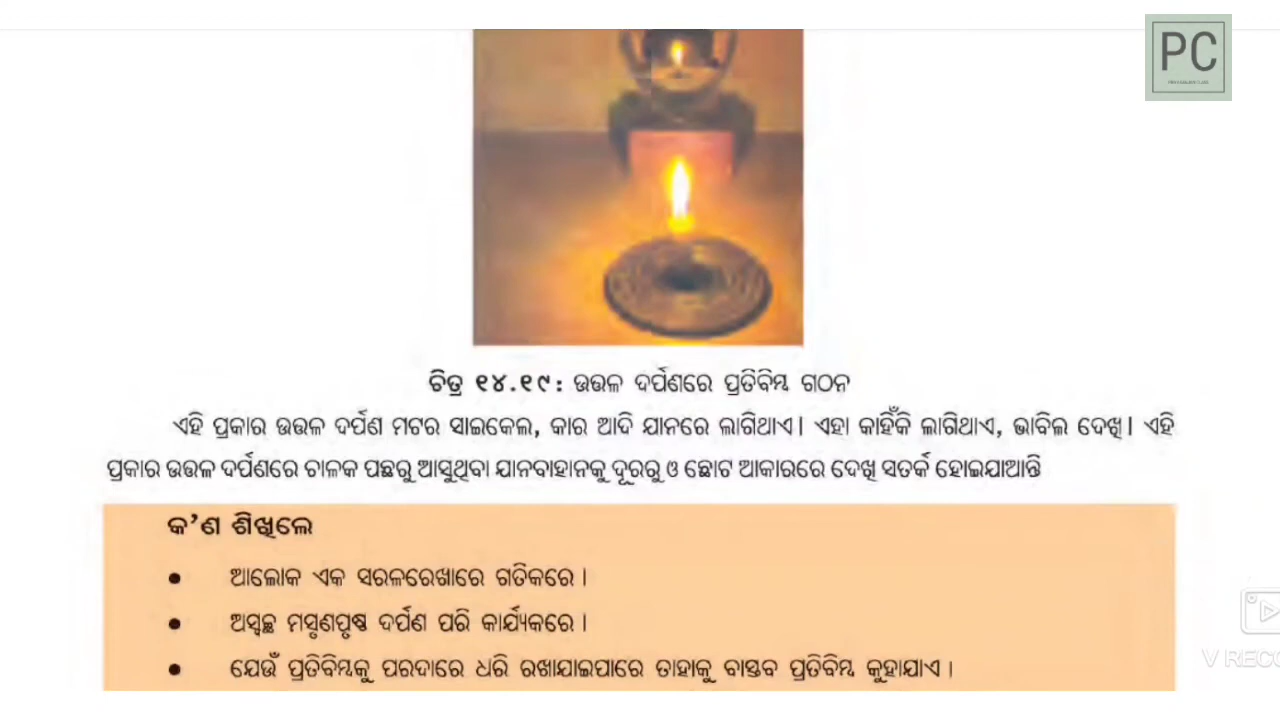 PC
ଚିତ୍ର ୧୪.୧୯: ଉତ୍ତଳ ଦର୍ପଣରେ ପ୍ରତିବିମ୍ବ ଗଠନ
ଏହି ପ୍ରକାର ଉତ୍ତଳ ଦର୍ପଣ ମଟର ସାଇକେଲ, କାର ଆଦି ଯାନରେ ଲାଗିଥାଏ। ଏହା କାହିଁକି ଲାଗିଥାଏ, ଭାବିଲ ଦେଖି। ଏହି
ପ୍ରକାର ଉତ୍ତଳ ଦର୍ପଣରେ ଚାଳକ ପଛରୁ ଆସୁଥିବା ଯାନବାହାନକୁ ଦୂରରୁ ଓ ଛୋଟ ଆକାରରେ ଦେଖି ସତର୍କ ହୋଇଯାଆନ୍ତି
କ'ଣ ଶିଖିଲେ
• ଆଲୋକ ଏକ ସରଳରେଖାରେ ଗତିକରେ।
• ଅସ୍ୱଚ୍ଛ ମସୃଣପୃଷ୍ଠ ଦର୍ପଣ ପରି କାର୍ଯ୍ୟକରେ।
• ଯେଉଁ ପ୍ରତିବିମ୍ବକୁ ପରଦାରେ ଧରି ରଖାଯାଇପାରେ ତାହାକୁ ବାସ୍ତବ ପ୍ରତିବିମ୍ବ କୁହାଯାଏ।
V RECO